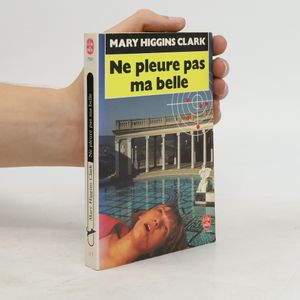 MARY HIGGINS CLARK
Ne pleure pas
ma belle
Mary Higgins Clark
Ne pleure pas ma belle